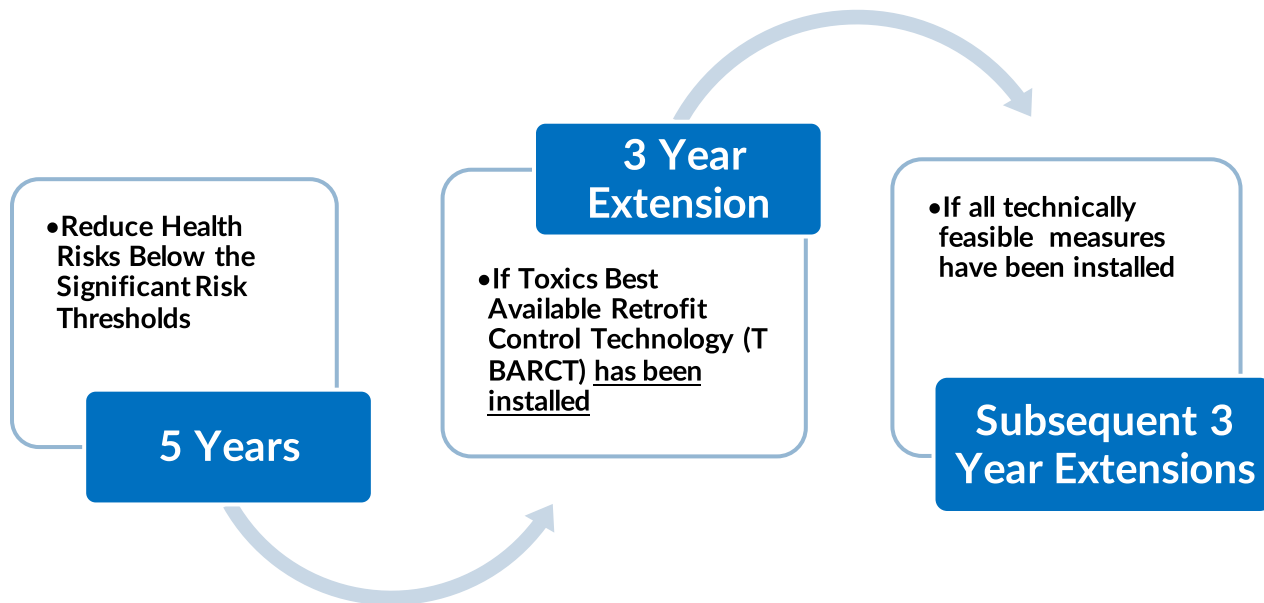 •Reduce Health
Risks Below the
Significant Risk
Thresholds
5 Years
3 Year
Extension
•If Toxics Best
Available Retrofit
Control Technology (T
BARCT) has been
installed
•If all technically
feasible measures
have been installed
Subsequent 3
Year Extensions